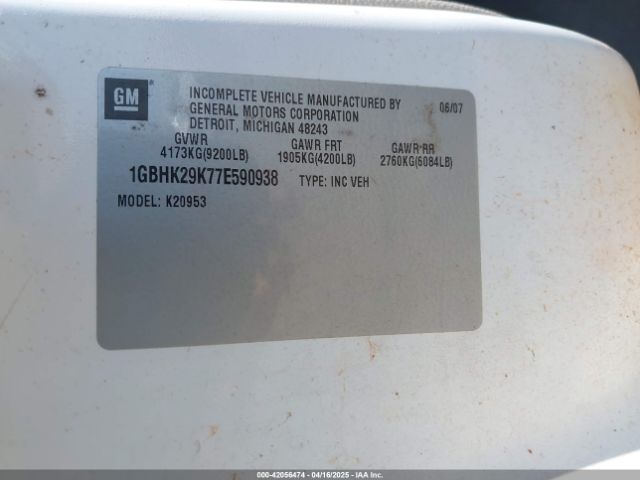 GM
INCOMPLETE VEHICLE MANUFACTURED BY 06/07
GENERAL MOTORS CORPORATION
DETROIT, MICHIGAN 48243
GVWR GAWR FRT GAWR RR
4173KG(9200LB) 1905KG(4200LB) 2760KG(6084LB)
1GBHK29K77E590938 TYPE: INC VEH
MODEL: K20953
000-42056474 - 04/16/2025 - IAA Inc.